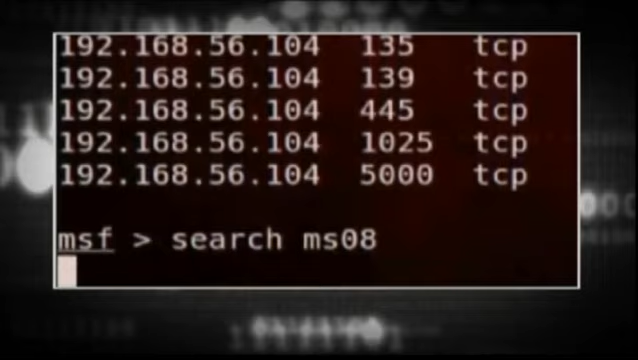 192.168.56.104 135 tcp
192.168.56.104 139 tcp
192.168.56.104 445 tcp
192.168.56.104 1025 tcp
192.168.56.104 5000 tcp
msf > search ms08